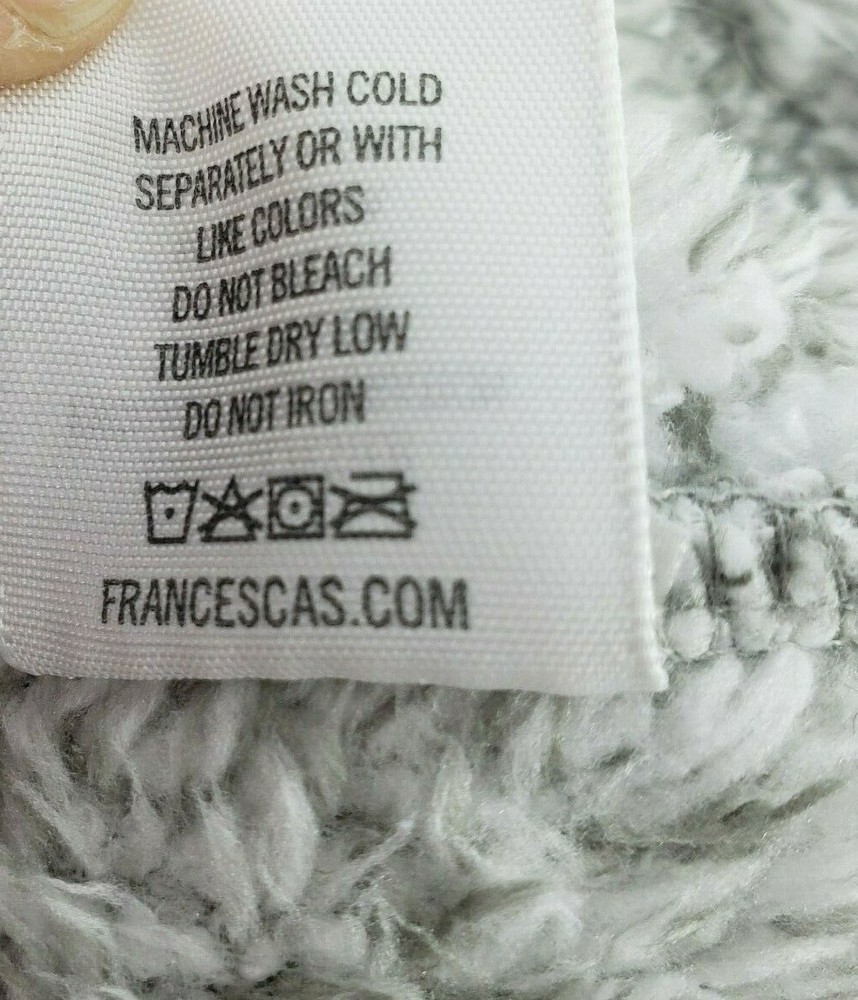 MACHINE WASH COLD
SEPARATELY OR WITH
LIKE COLORS
DO NOT BLEACH
TUMBLE DRY LOW
DO NOT IRON
FRANCESCAS.COM